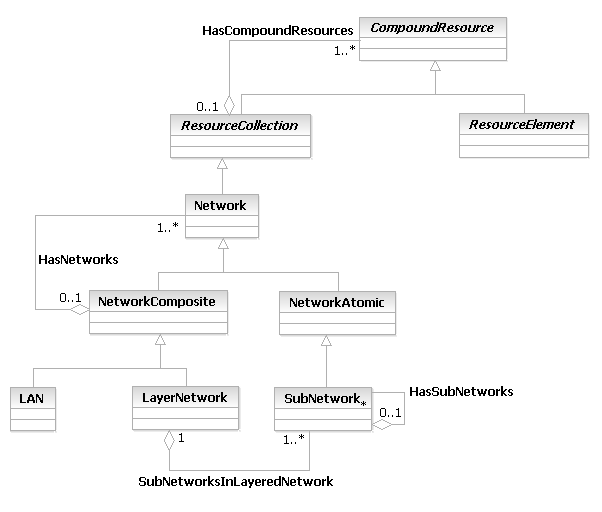 HasCompoundResources
CompoundResource
1..*
0..1
ResourceCollection
ResourceElement
Network
1..*
HasNetworks
0..1
NetworkComposite
NetworkAtomic
LAN
LayerNetwork
SubNetwork
*
HasSubNetworks
0..1
1
1..*
SubNetworksInLayeredNetwork